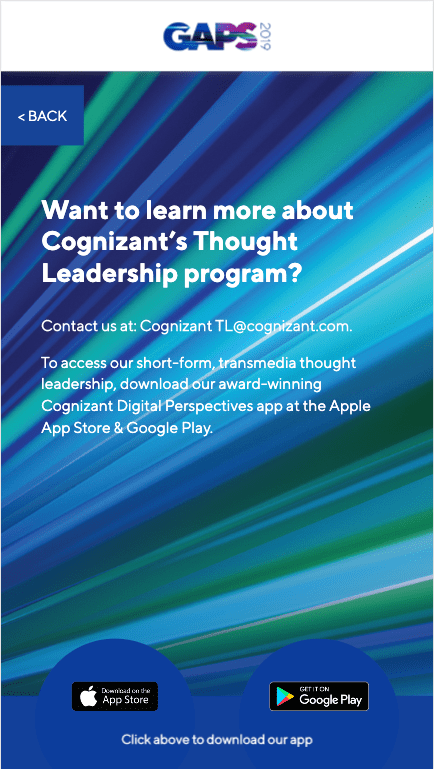 GAPS 2019
< BACK
Want to learn more about
Cognizant's Thought
Leadership program?
Contact us at: Cognizant TL@cognizant.com.
To access our short-form, transmedia thought
leadership, download our award-winning
Cognizant Digital Perspectives app at the Apple
App Store & Google Play.
Download on the
App Store
GET IT ON
Google Play
Click above to download our app